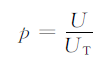 p = U / U_T